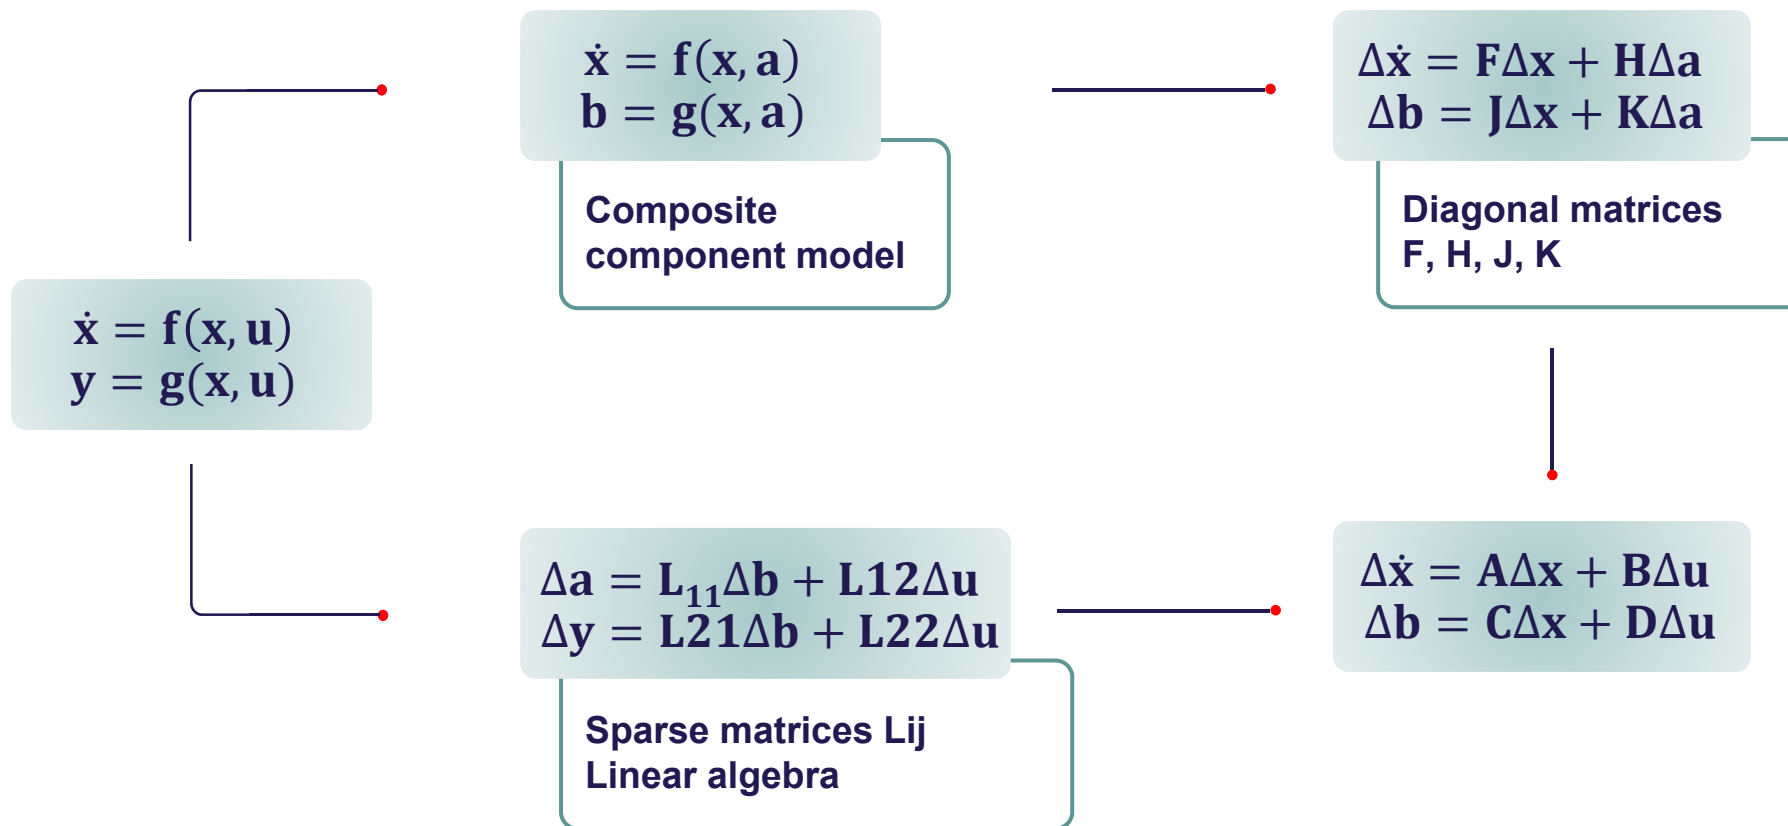 ẋ = f(x, u)
y = g(x, u)
ẋ = f(x, a)
b = g(x, a)
Composite
component model
Δẋ = FΔx + HΔa
Δb = JΔx + KΔa
Diagonal matrices
F, H, J, K
Δa = L₁₁Δb + L12Δu
Δy = L21Δb + L22Δu
Sparse matrices Lij
Linear algebra
Δẋ = AΔx + BΔu
Δb = CΔx + DΔu